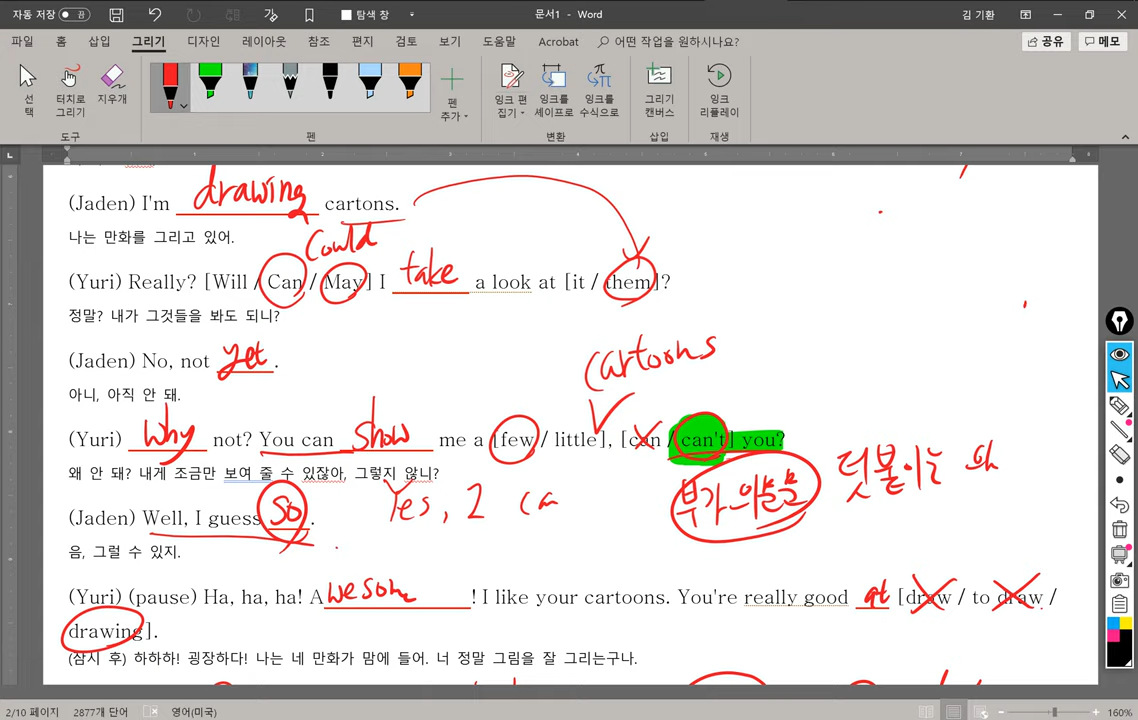 자동 저장 끔 탐색 창 문서1 - Word 김 기환
파일 홈 삽입 그리기 디자인 레이아웃 참조 편지 검토 보기 도움말 Acrobat 어떤 작업을 원하시나요? 공유 메모
선택 터치로 그리기 지우개 펜 추가 잉크 편집기 잉크를 셰이프로 잉크를 수식으로 그리기 캔버스 잉크 리플레이
도구 펜 변환 삽입 재생
(Jaden) I'm drawing cartons.
나는 만화를 그리고 있어.
Could
(Yuri) Really? [Will / Can / May] I take a look at [it / them]?
정말? 내가 그것들을 봐도 되니?
cartoons
(Jaden) No, not yet.
아니, 아직 안 돼.
(Yuri) Why not? You can show me a [few / little], [can / can't] you?
왜 안 돼? 내게 조금만 보여 줄 수 있잖아, 그렇지 않니?
부가 의문문 덧붙이는
(Jaden) Well, I guess so.
Yes, I ca
음, 그럴 수 있지.
(Yuri) (pause) Ha, ha, ha! Awesome! I like your cartoons. You're really good at [draw / to draw /
drawing].
(잠시 후) 하하하! 굉장하다! 나는 네 만화가 맘에 들어. 너 정말 그림을 잘 그리는구나.
2/10 페이지 2877개 단어 영어(미국) 160%